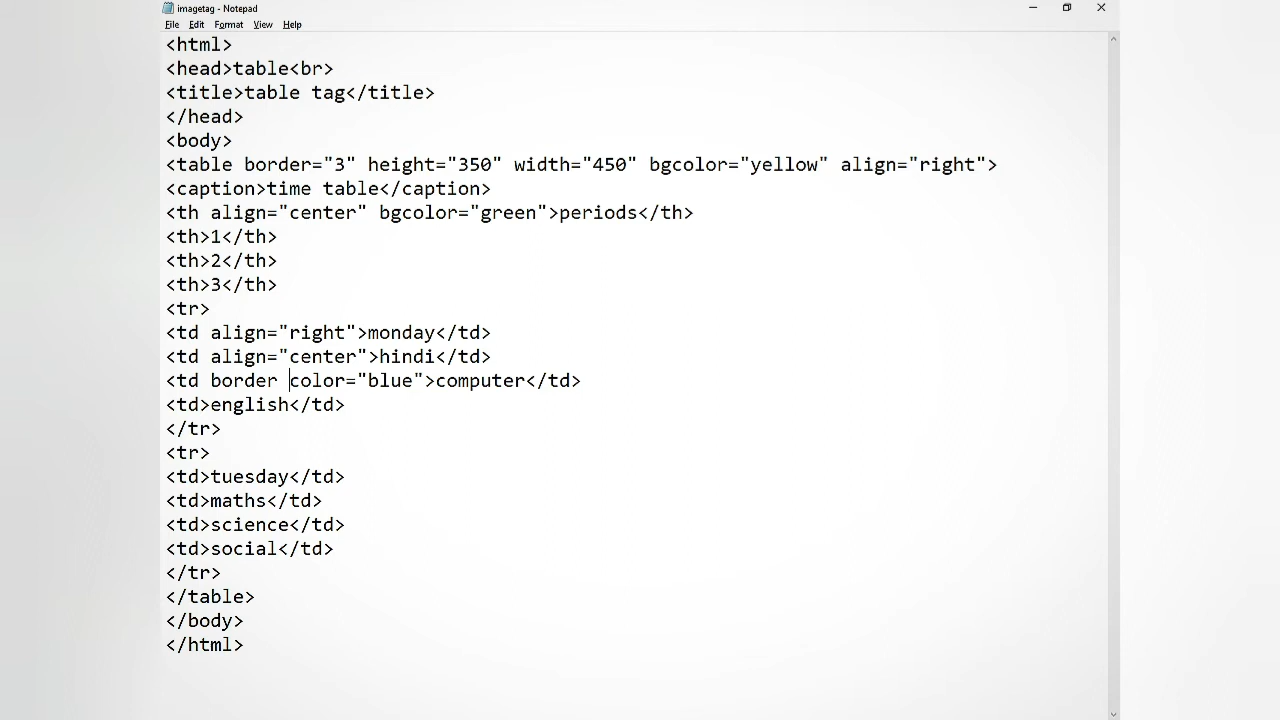 imagetag - Notepad
File Edit Format View Help
<html>
<head>table<br>
<title>table tag</title>
</head>
<body>
<table border="3" height="350" width="450" bgcolor="yellow" align="right">
<caption>time table</caption>
<th align="center" bgcolor="green">periods</th>
<th>1</th>
<th>2</th>
<th>3</th>
<tr>
<td align="right">monday</td>
<td align="center">hindi</td>
<td border color="blue">computer</td>
<td>english</td>
</tr>
<tr>
<td>tuesday</td>
<td>maths</td>
<td>science</td>
<td>social</td>
</tr>
</table>
</body>
</html>